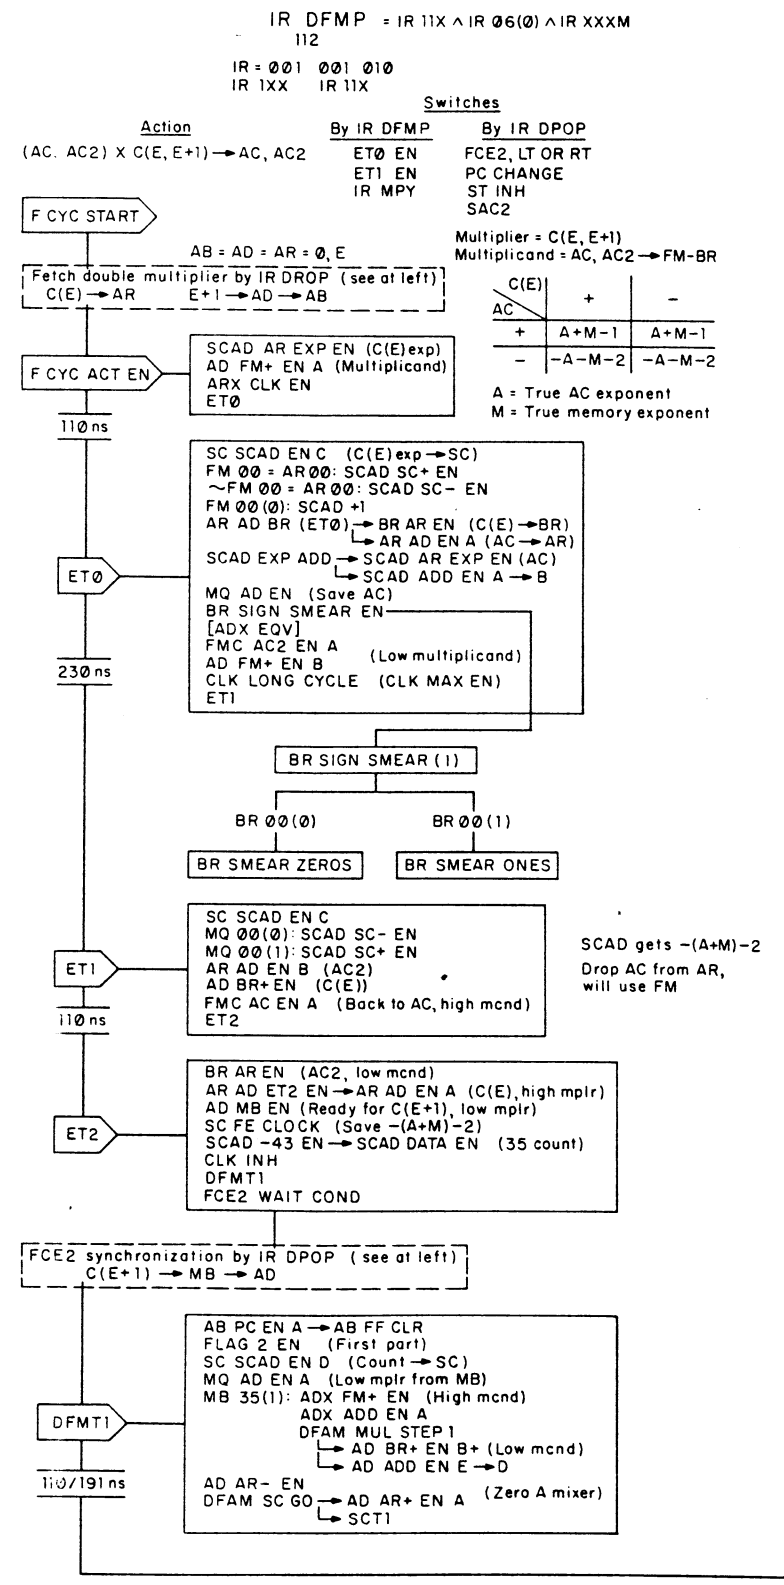 IR DFMP = IR 11X ∧ IR Ø6(0) ∧ IR XXXM
112
IR = ØØ1 ØØ1 Ø1Ø
IR 1XX IR 11X
Switches
Action By IR DFMP By IR DPOP
(AC. AC2) X C(E, E+1) → AC, AC2 ETØ EN FCE2, LT OR RT
ET1 EN PC CHANGE
IR MPY ST INH
SAC2
F CYC START
Multiplier = C(E, E+1)
Multiplicand = AC, AC2 → FM-BR
AB = AD = AR = Ø, E
Fetch double multiplier by IR DROP (see at left)
C(E) → AR E+1 → AD → AB
C(E) + −
AC
+ A+M−1 A+M−1
− −A−M−2 −A−M−2
A = True AC exponent
M = True memory exponent
F CYC ACT EN
SCAD AR EXP EN (C(E)exp)
AD FM+ EN A (Multiplicand)
ARX CLK EN
ETØ
11Ø ns
ETØ
SC SCAD EN C (C(E)exp → SC)
FM ØØ = ARØØ: SCAD SC+ EN
~FM ØØ = ARØØ: SCAD SC− EN
FM ØØ(Ø): SCAD +1
AR AD BR (ETØ) → BR AR EN (C(E) → BR)
→ AR AD EN A (AC → AR)
SCAD EXP ADD → SCAD AR EXP EN (AC)
→ SCAD ADD EN A → B
MQ AD EN (Save AC)
BR SIGN SMEAR EN
[ADX EQV]
FMC AC2 EN A
AD FM+ EN B (Low multiplicand)
CLK LONG CYCLE (CLK MAX EN)
ET1
23Ø ns
BR SIGN SMEAR (1)
BR ØØ(Ø) BR ØØ(1)
BR SMEAR ZEROS BR SMEAR ONES
ET1
SC SCAD EN C
MQ ØØ(Ø): SCAD SC− EN
MQ ØØ(1): SCAD SC+ EN
AR AD EN B (AC2)
AD BR+ EN (C(E))
FMC AC EN A (Back to AC, high mcnd)
ET2
SCAD gets −(A+M)−2
Drop AC from AR,
will use FM
11Ø ns
ET2
BR AR EN (AC2, low mcnd)
AR AD ET2 EN → AR AD EN A (C(E), high mplr)
AD MB EN (Ready for C(E+1), low mplr)
SC FE CLOCK (Save −(A+M)−2)
SCAD −43 EN → SCAD DATA EN (35 count)
CLK INH
DFMT1
FCE2 WAIT COND
FCE2 synchronization by IR DPOP (see at left)
C(E+1) → MB → AD
DFMT1
AB PC EN A → AB FF CLR
FLAG 2 EN (First part)
SC SCAD EN D (Count → SC)
MQ AD EN A (Low mplr from MB)
MB 35(1): ADX FM+ EN (High mcnd)
ADX ADD EN A
DFAM MUL STEP 1
→ AD BR+ EN B+ (Low mcnd)
→ AD ADD EN E → D
AD AR− EN
DFAM SC GO → AD AR+ EN A (Zero A mixer)
→ SCT1
11Ø/191 ns